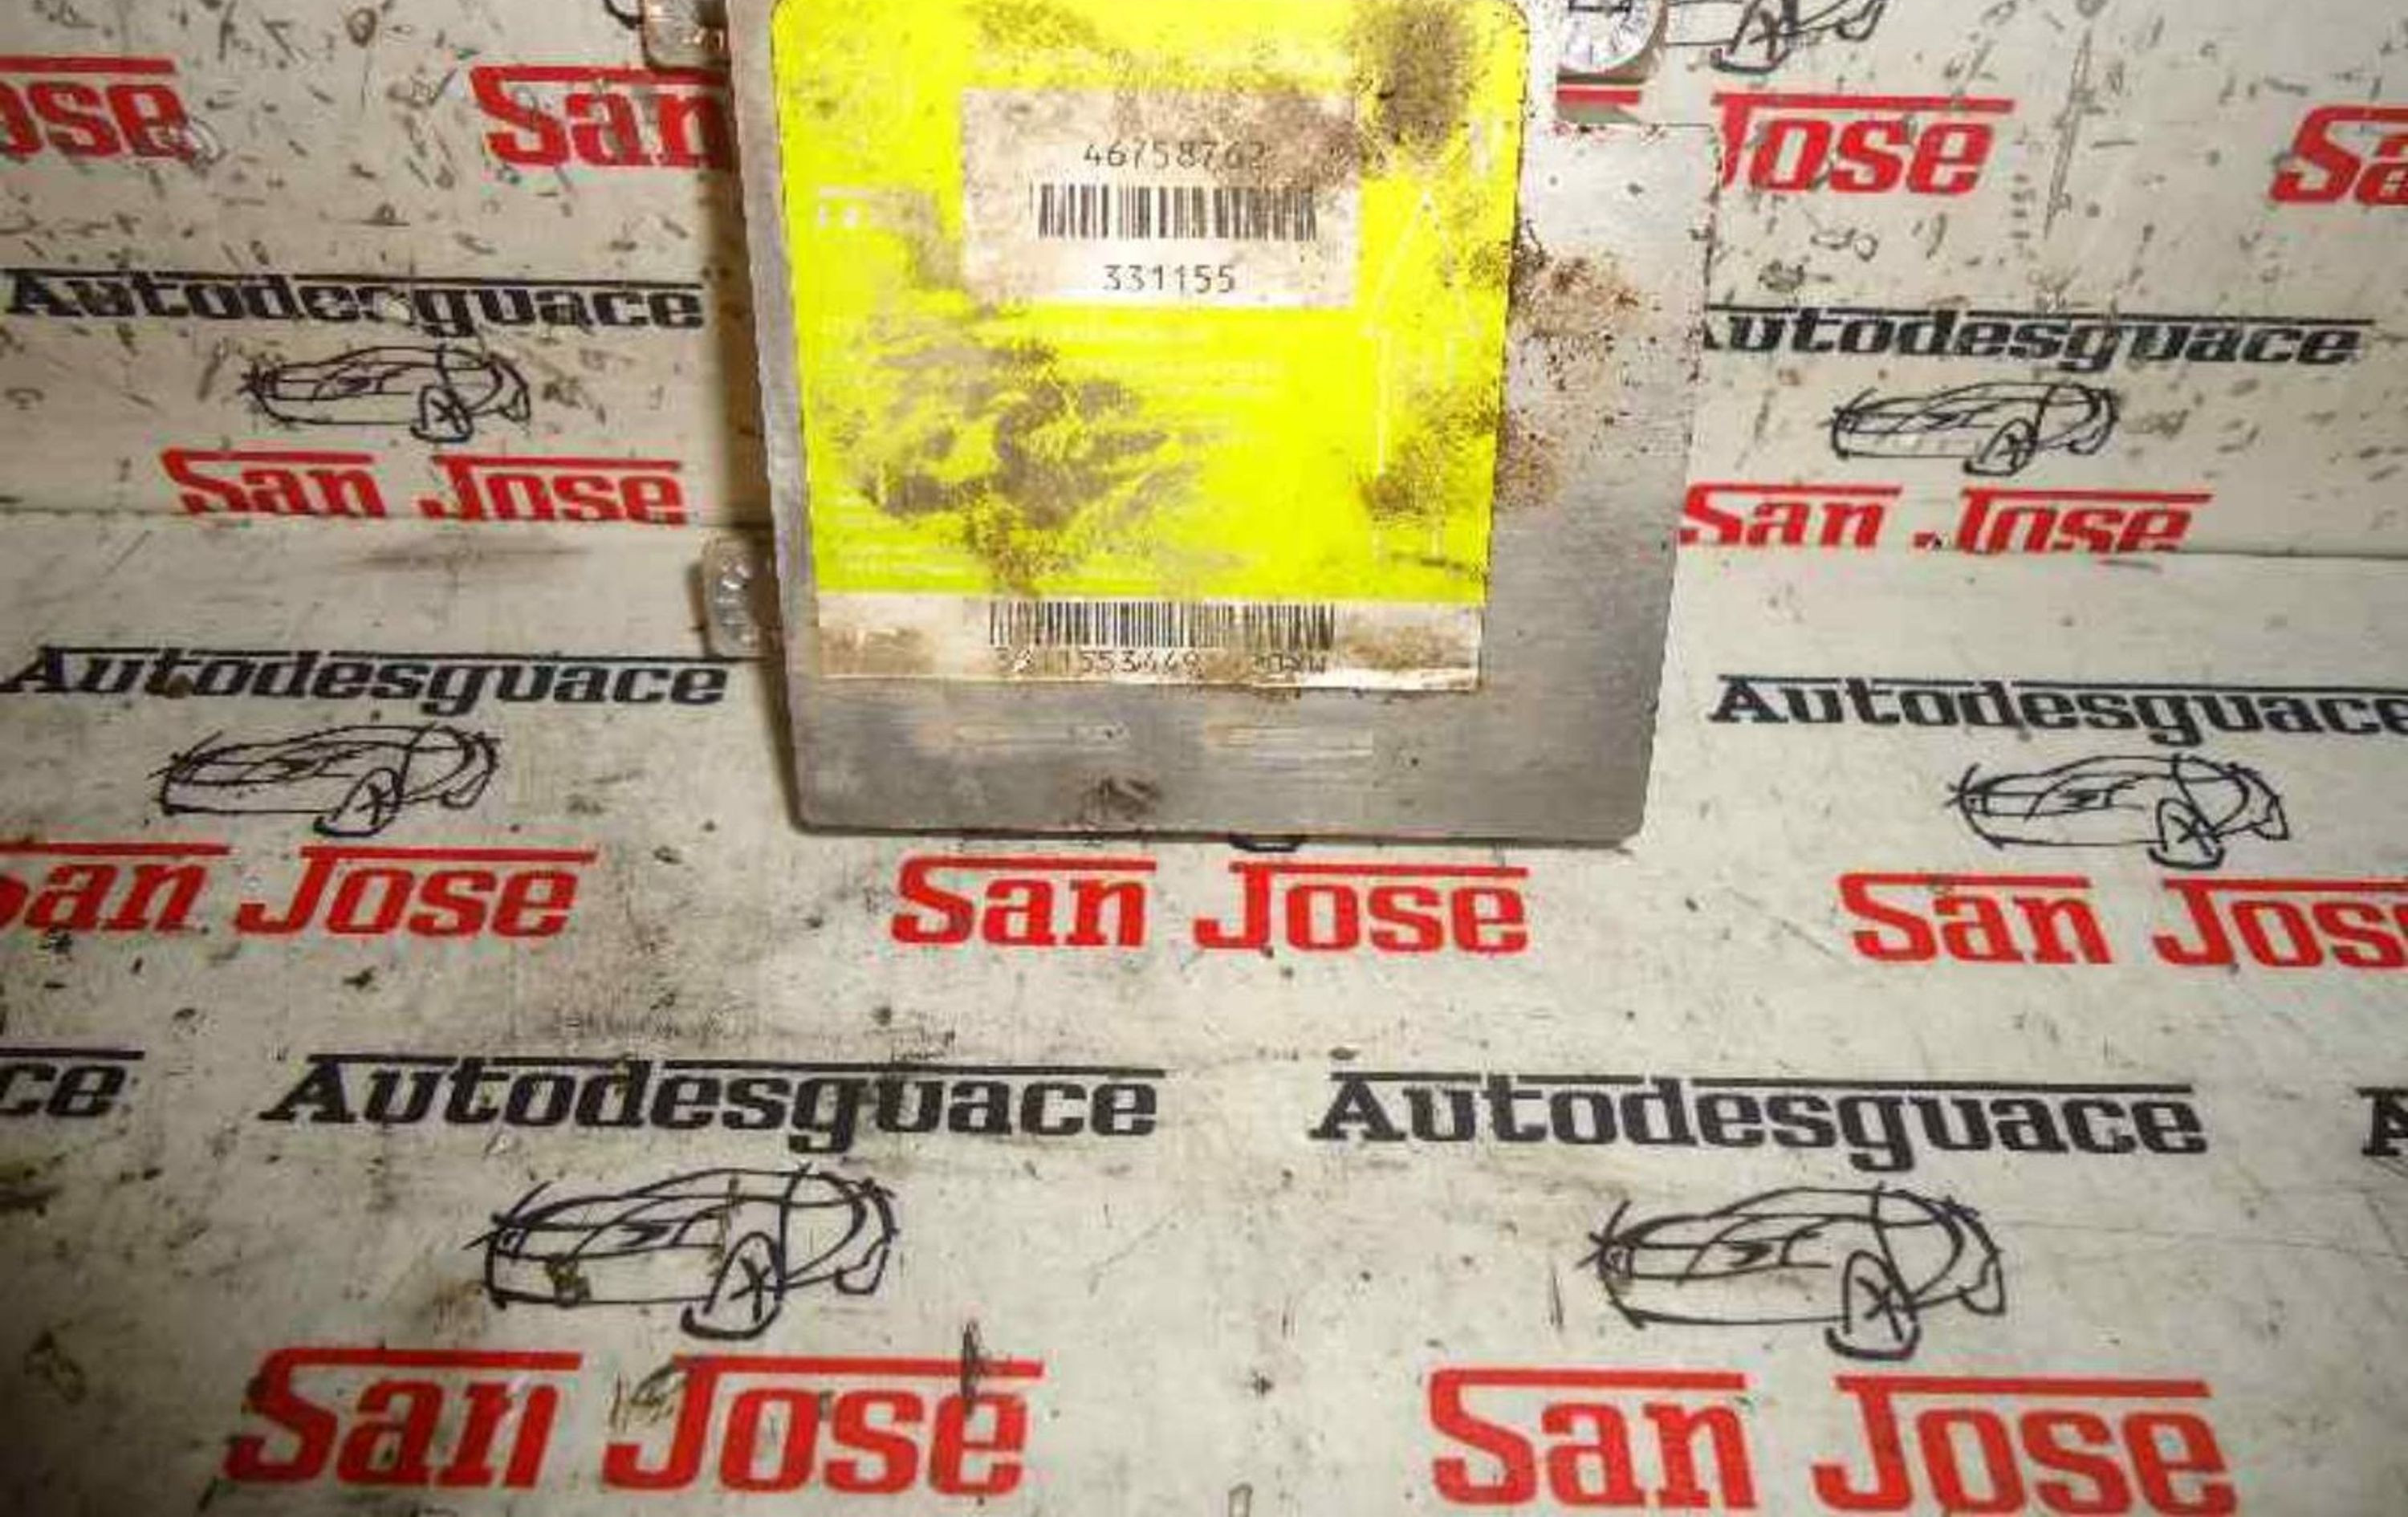 ose San Jose Sa
46758762
331155
Autodesguace utodesguace
San Jose San Jose
Autodesguace Autodesguace
San Jose San Jose San Jose
ce Autodesguace Autodesguace A
San Jose San Jose